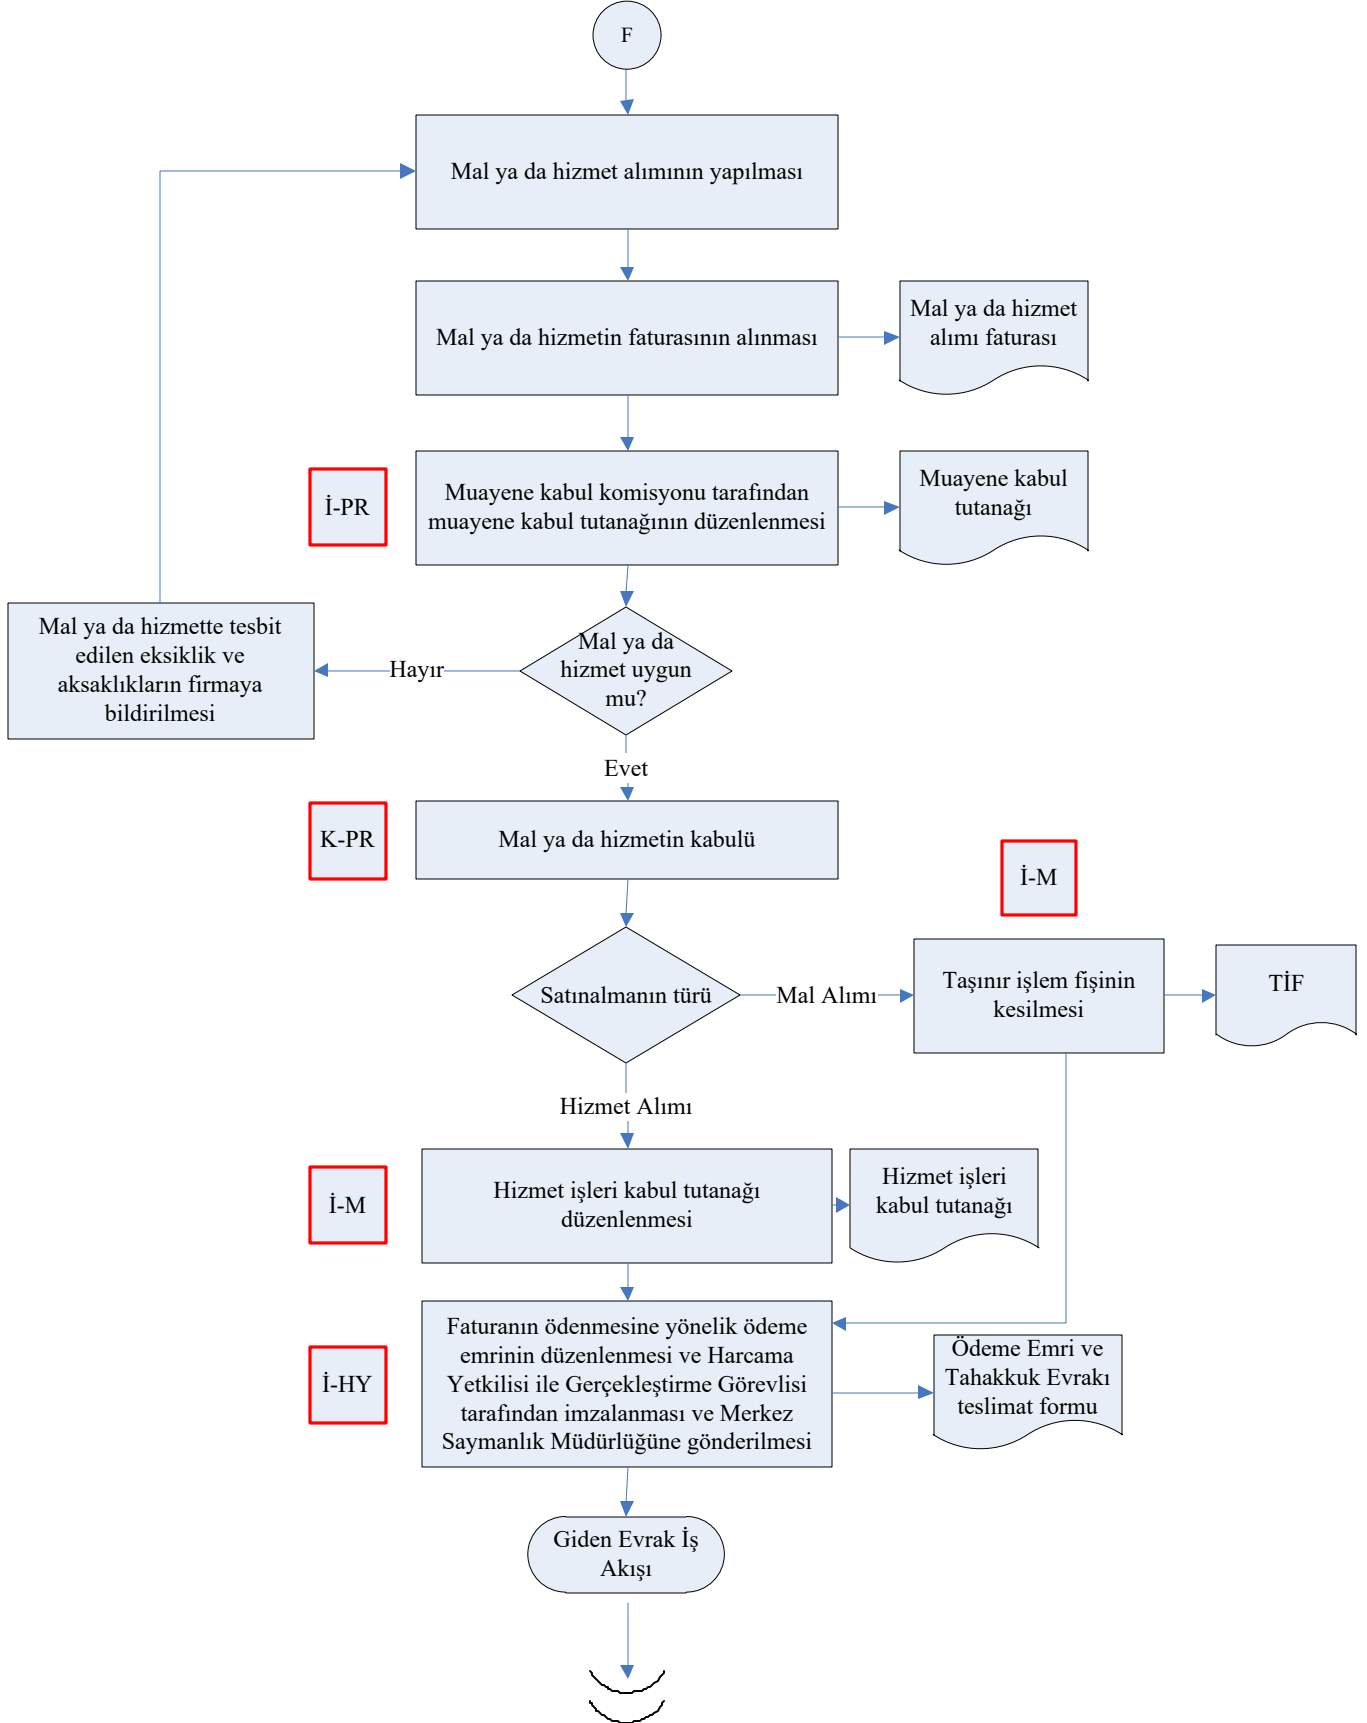 F
Mal ya da hizmet alımının yapılması
Mal ya da hizmetin faturasının alınması
Mal ya da hizmet
alımı faturası
İ-PR
Muayene kabul komisyonu tarafından
muayene kabul tutanağının düzenlenmesi
Muayene kabul
tutanağı
Mal ya da hizmette tesbit
edilen eksiklik ve
aksaklıkların firmaya
bildirilmesi
Hayır
Mal ya da
hizmet uygun
mu?
Evet
K-PR
Mal ya da hizmetin kabulü
İ-M
Satınalmanın türü
Mal Alımı
Taşınır işlem fişinin
kesilmesi
TİF
Hizmet Alımı
İ-M
Hizmet işleri kabul tutanağı
düzenlenmesi
Hizmet işleri
kabul tutanağı
İ-HY
Faturanın ödenmesine yönelik ödeme
emrinin düzenlenmesi ve Harcama
Yetkilisi ile Gerçekleştirme Görevlisi
tarafından imzalanması ve Merkez
Saymanlık Müdürlüğüne gönderilmesi
Ödeme Emri ve
Tahakkuk Evrakı
teslimat formu
Giden Evrak İş
Akışı